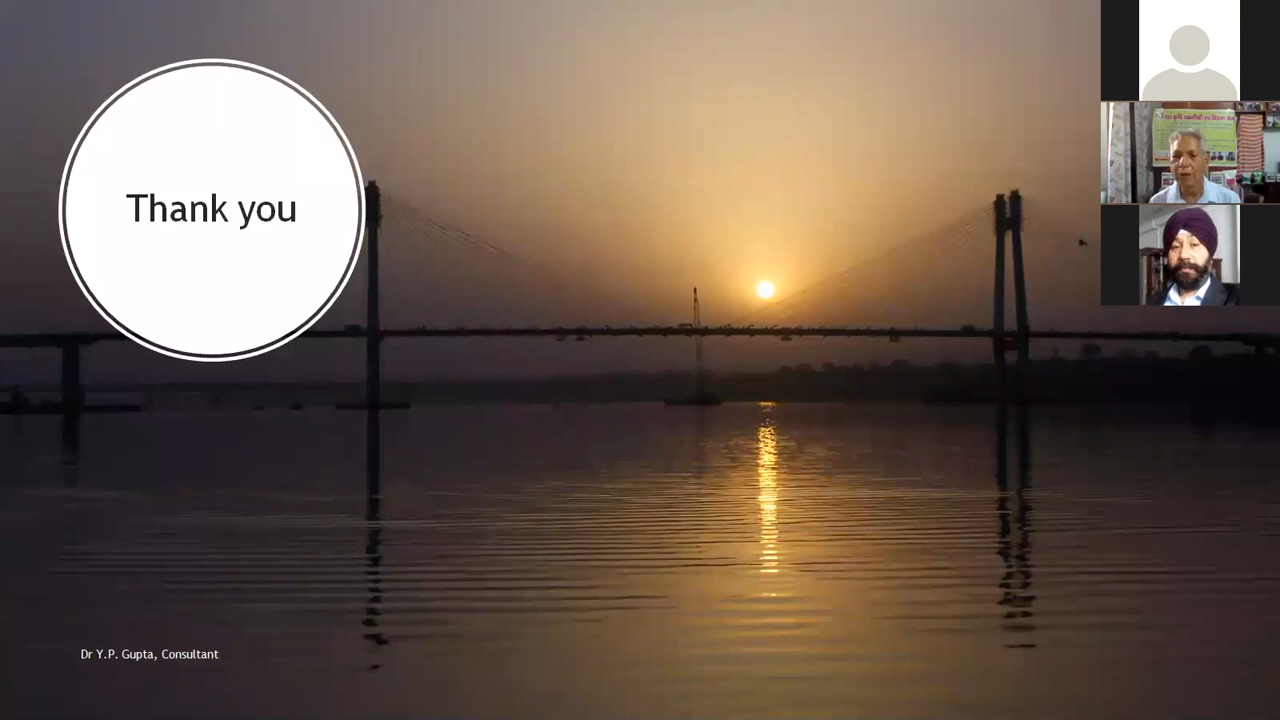 Thank you
कृषि
Dr Y.P. Gupta, Consultant